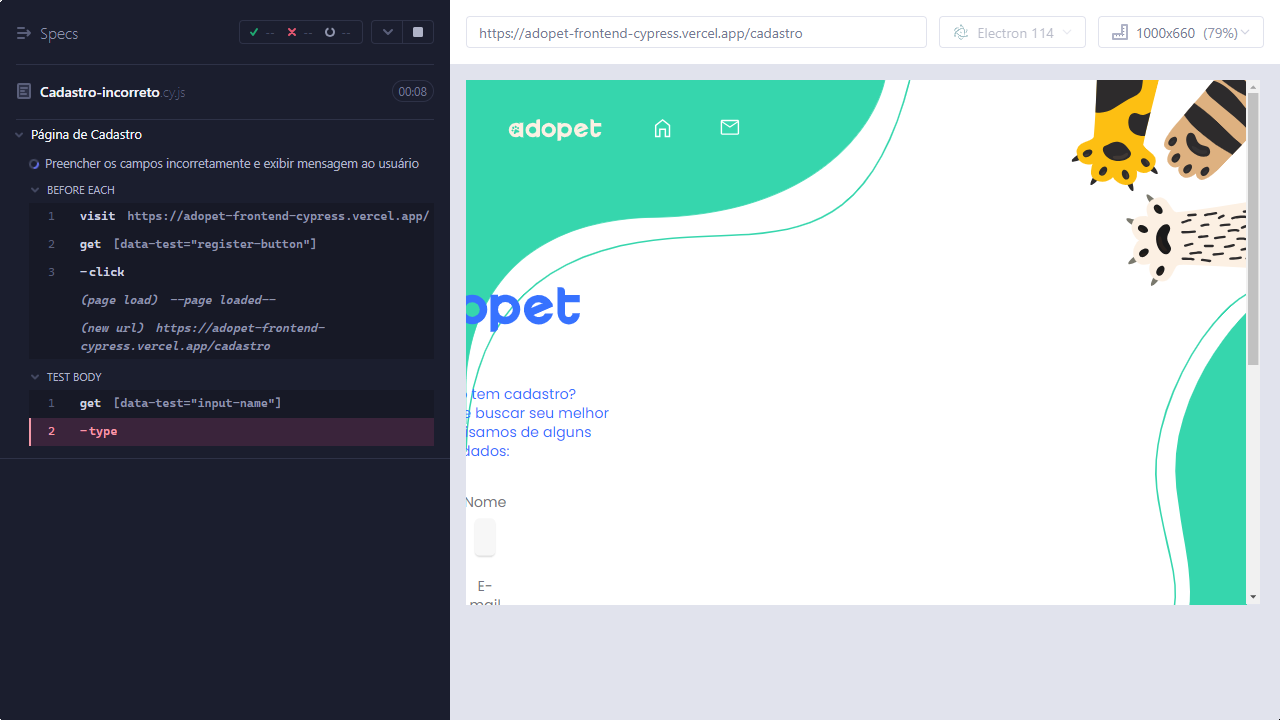 Specs
-- -- --
Cadastro-incorreto.cy.js
00:08
Página de Cadastro
Preencher os campos incorretamente e exibir mensagem ao usuário
BEFORE EACH
1 visit https://adopet-frontend-cypress.vercel.app/
2 get [data-test="register-button"]
3 -click
(page load) --page loaded--
(new url) https://adopet-frontend-
cypress.vercel.app/cadastro
TEST BODY
1 get [data-test="input-name"]
2 -type
https://adopet-frontend-cypress.vercel.app/cadastro
Electron 114
1000x660 (79%)
adopet
opet
tem cadastro?
e buscar seu melhor
isamos de alguns
dados:
Nome
E-
mail